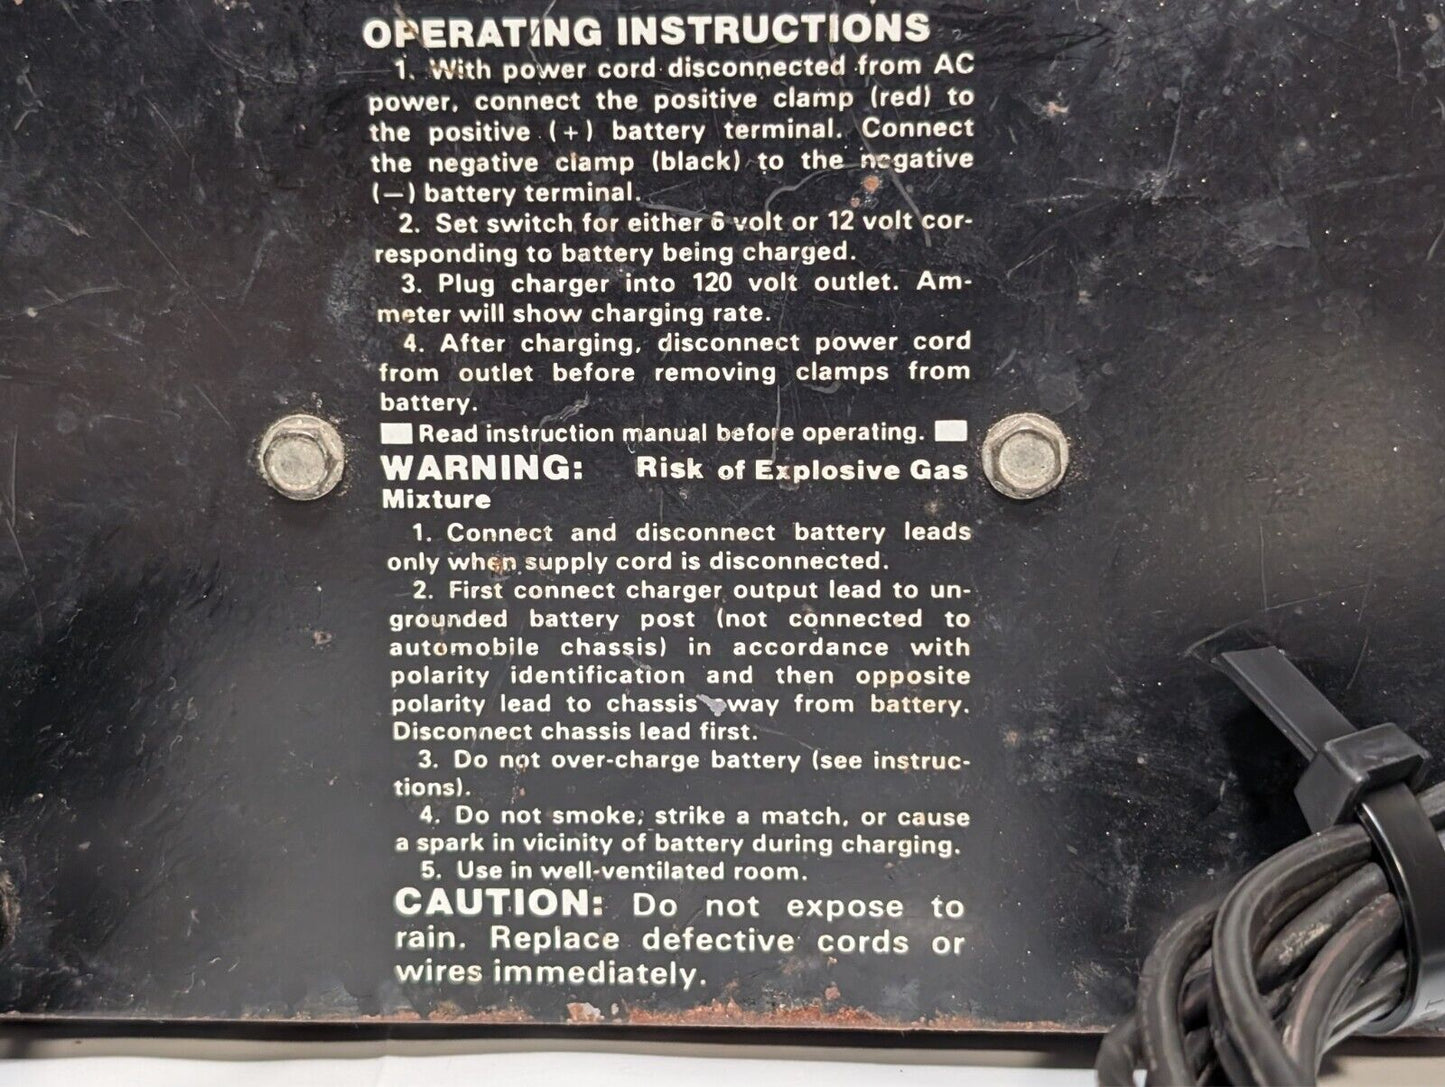 OPERATING INSTRUCTIONS
1. With power cord disconnected from AC
power, connect the positive clamp (red) to
the positive (+) battery terminal. Connect
the negative clamp (black) to the negative
(—) battery terminal.
2. Set switch for either 6 volt or 12 volt cor-
responding to battery being charged.
3. Plug charger into 120 volt outlet. Am-
meter will show charging rate.
4. After charging, disconnect power cord
from outlet before removing clamps from
battery.
Read instruction manual before operating.
WARNING: Risk of Explosive Gas
Mixture
1. Connect and disconnect battery leads
only when supply cord is disconnected.
2. First connect charger output lead to un-
grounded battery post (not connected to
automobile chassis) in accordance with
polarity identification and then opposite
polarity lead to chassis away from battery.
Disconnect chassis lead first.
3. Do not over-charge battery (see instruc-
tions).
4. Do not smoke, strike a match, or cause
a spark in vicinity of battery during charging.
5. Use in well-ventilated room.
CAUTION: Do not expose to
rain. Replace defective cords or
wires immediately.